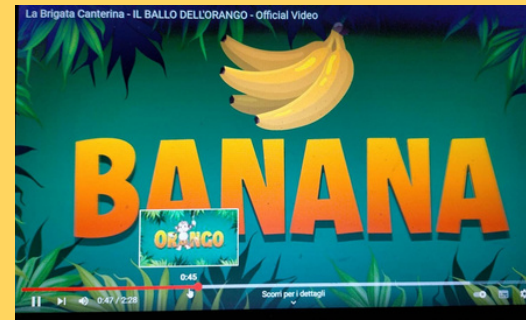 La Brigata Canterina - IL BALLO DELL'ORANGO - Official Video
BANANA
ORANGO
0:45
0:47 / 2:28
Scorri per i dettagli